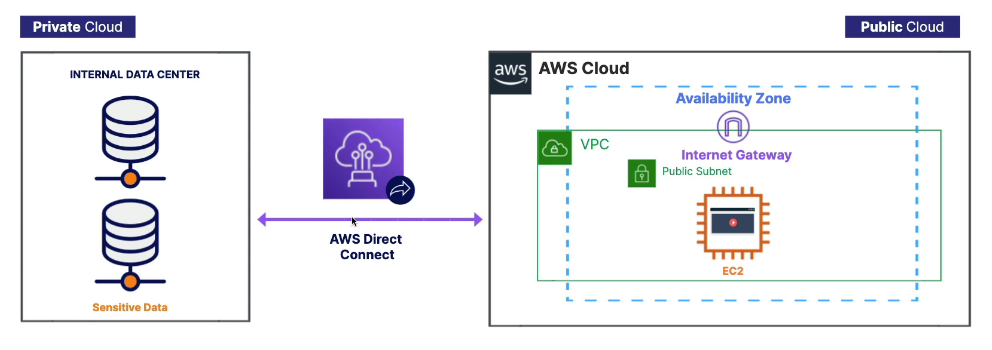 Private Cloud
Public Cloud
INTERNAL DATA CENTER
Sensitive Data
AWS Direct
Connect
aws
AWS Cloud
Availability Zone
Internet Gateway
VPC
Public Subnet
EC2